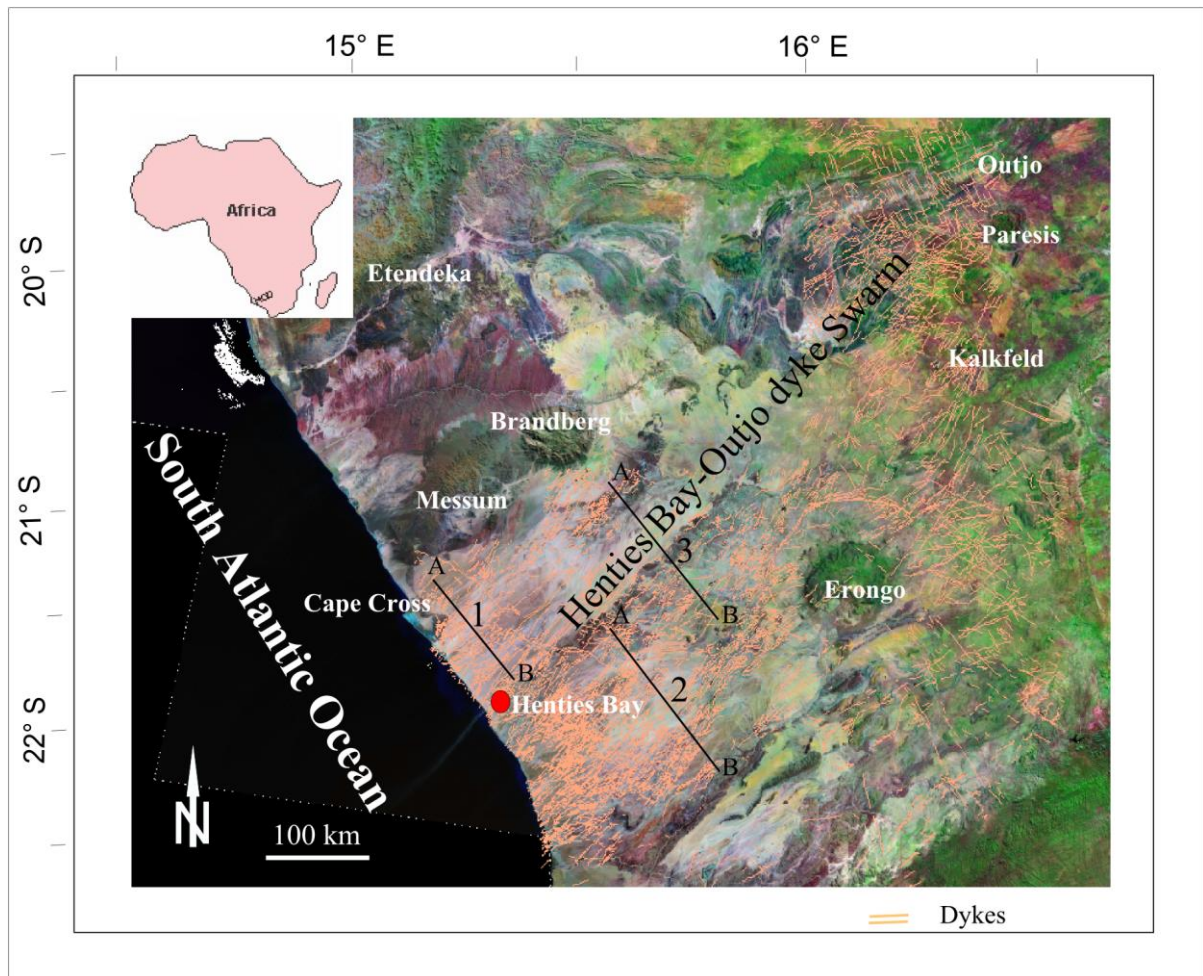 15° E
16° E
20° S
21° S
22° S
Africa
Outjo
Paresis
Etendeka
Kalkfeld
Brandberg
Messum
Henties Bay-Outjo dyke Swarm
A
3
B
A
1
B
A
2
B
Cape Cross
Erongo
Henties Bay
South Atlantic Ocean
N
100 km
Dykes